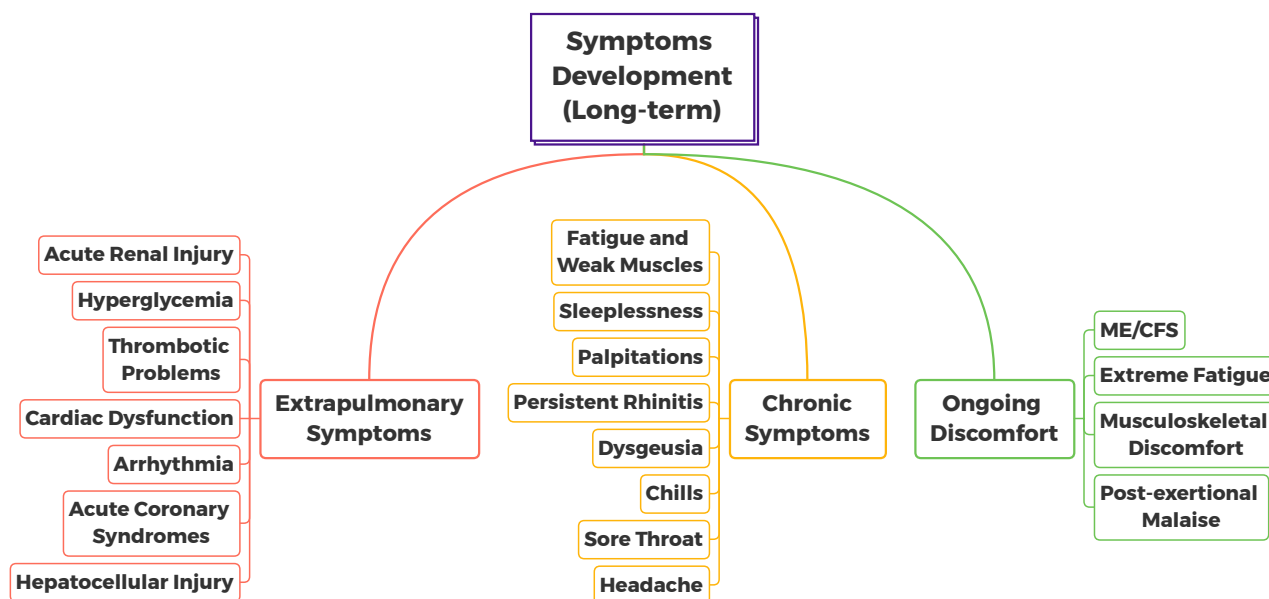 Symptoms
Development
(Long-term)
Acute Renal Injury
Hyperglycemia
Thrombotic
Problems
Cardiac Dysfunction
Arrhythmia
Acute Coronary
Syndromes
Hepatocellular Injury
Extrapulmonary
Symptoms
Fatigue and
Weak Muscles
Sleeplessness
Palpitations
Persistent Rhinitis
Dysgeusia
Chills
Sore Throat
Headache
Chronic
Symptoms
Ongoing
Discomfort
ME/CFS
Extreme Fatigue
Musculoskeletal
Discomfort
Post-exertional
Malaise